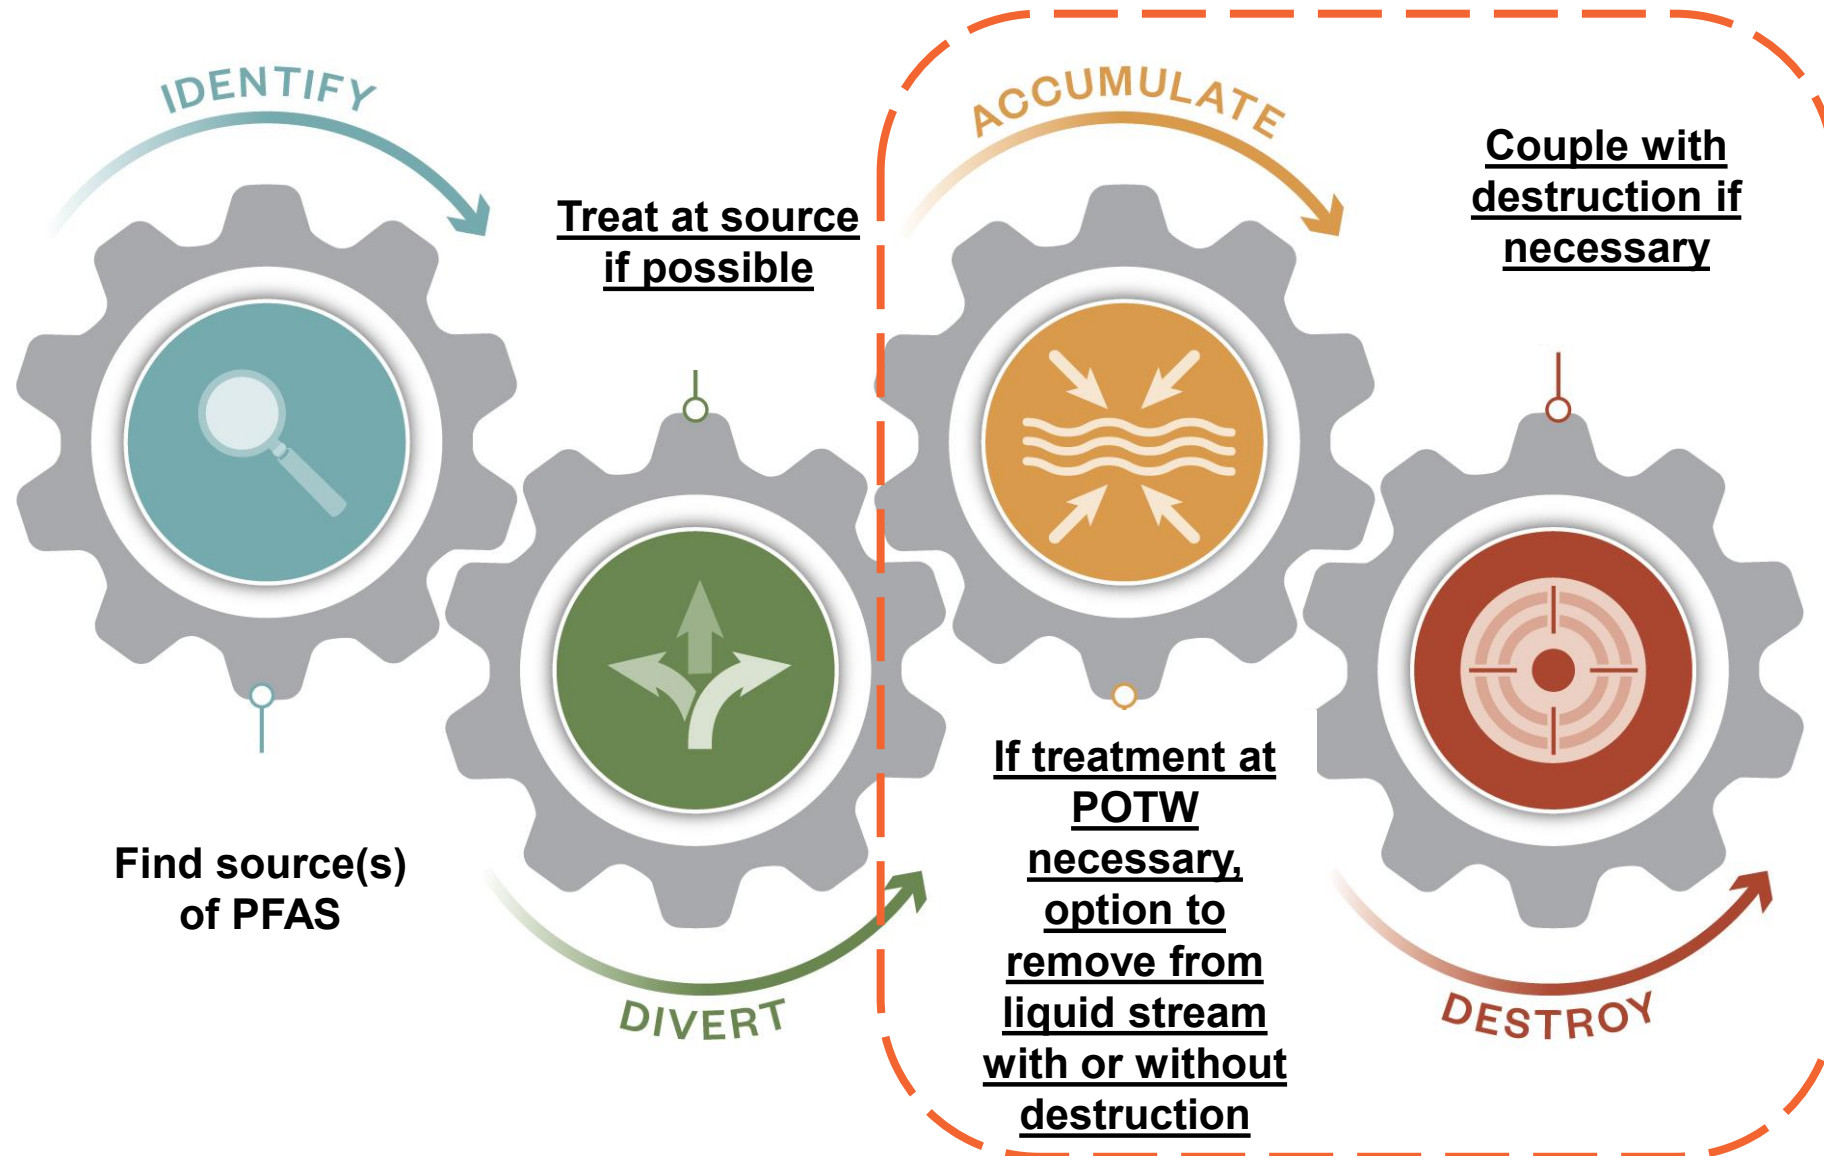 IDENTIFY
Find source(s)
of PFAS
Treat at source
if possible
DIVERT
ACCUMULATE
If treatment at
POTW
necessary,
option to
remove from
liquid stream
with or without
destruction
Couple with
destruction if
necessary
DESTROY